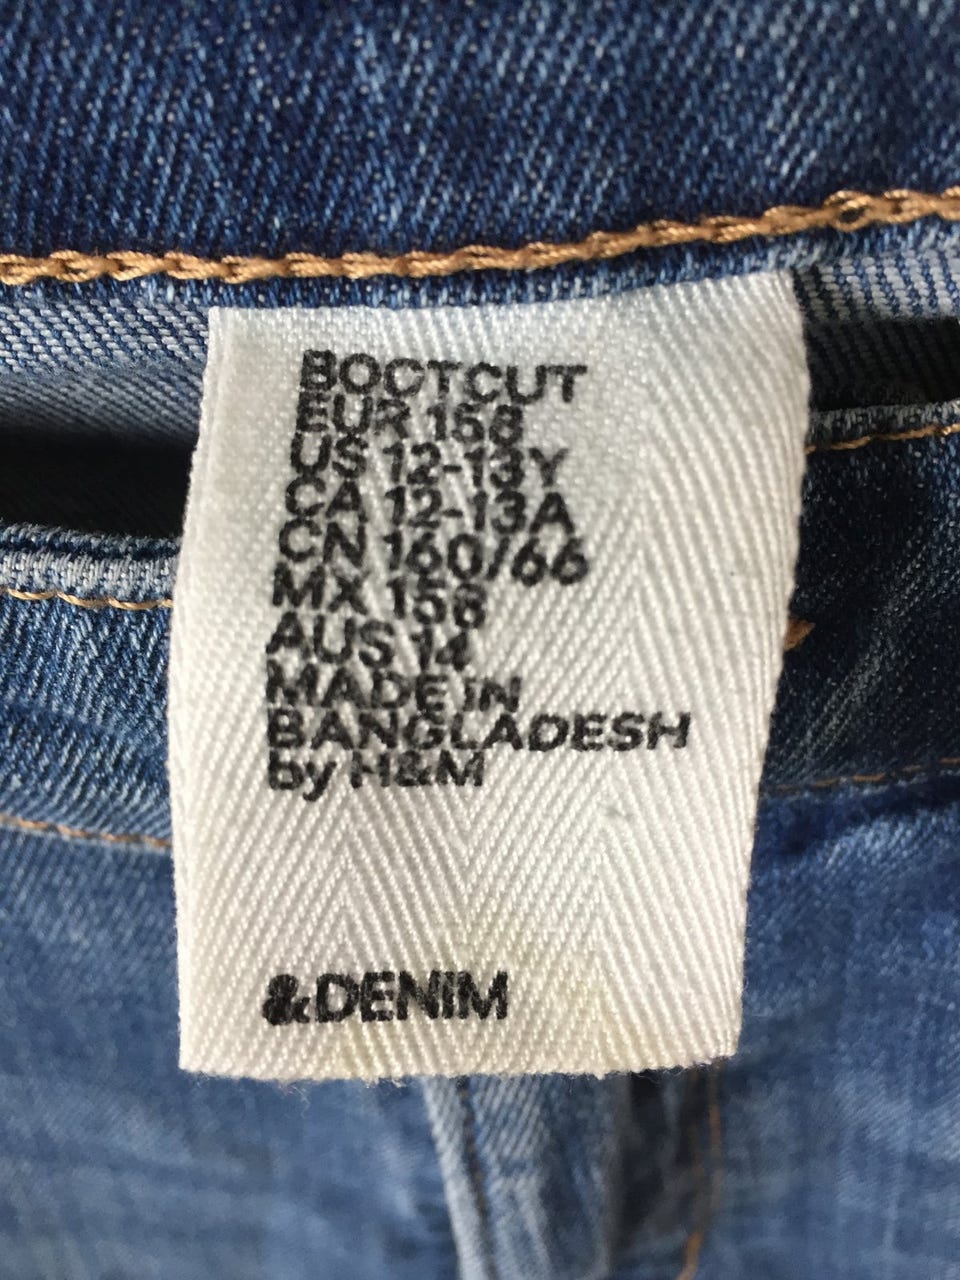 BOOTCUT
EUR 158
US 12-13Y
CA 12-13A
CN 160/66
MX 158
AUS 14
MADE IN
BANGLADESH
by H&M
&DENIM